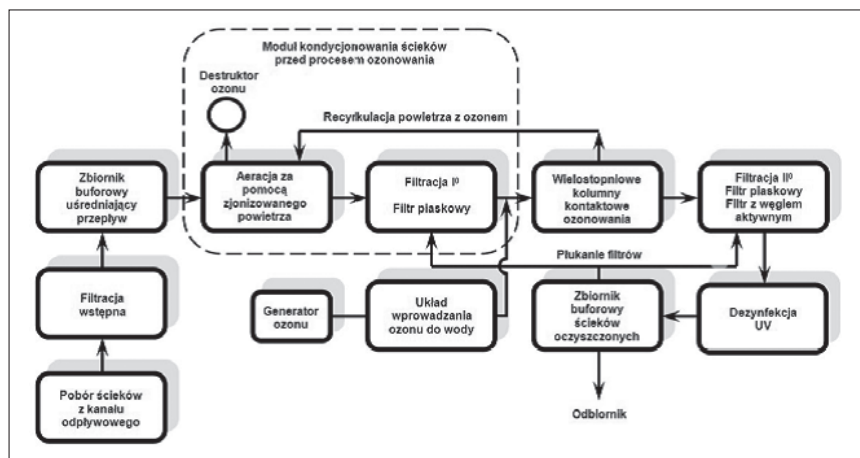 Moduł kondycjonowania ścieków
przed procesem ozonowania
Destruktor
ozonu
Recyrkulacja powietrza z ozonem
Zbiornik
buforowy
uśredniający
przepływ
Aeracja za
pomocą
zjonizowanego
powietrza
Filtracja I⁰
Filtr piaskowy
Wielostopniowe
kolumny
kontaktowe
ozonowania
Filtracja II⁰
Filtr piaskowy
Filtr z węglem
aktywnym
Płukanie filtrów
Filtracja
wstępna
Generator
ozonu
Układ
wprowadzania
ozonu do wody
Zbiornik
buforowy
ścieków
oczyszczonych
Dezynfekcja
UV
Pobór ścieków
z kanału
odpływowego
Odbiornik